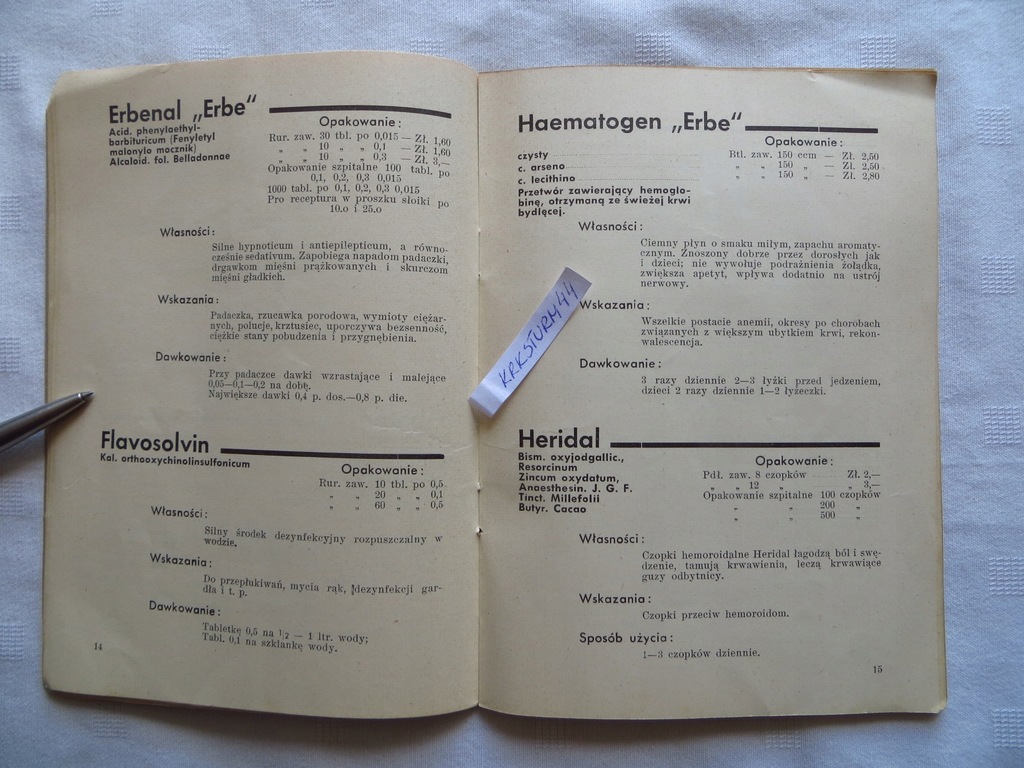 Erbenal „Erbe"
Acid. phenylaethyl-
barbituricum (Fenyletyl
malonylo mocznik)
Alcaloid. fol. Belladonnae
Opakowanie:
Rur. zaw. 30 tbl. po 0,015 — Zł. 1,60
„ „ 10 „ „ 0,1 — Zł. 1,60
„ „ 10 „ „ 0,3 — Zł. 3,—
Opakowanie szpitalne 100 tabl. po
0,1, 0,2, 0,3 0,015
1000 tabl. po 0,1, 0,2, 0,3 0,015
Pro receptura w proszku słoiki po
10.0 i 25.0
Własności:
Silne hypnoticum i antiepilepticum, a równo-
cześnie sedativum. Zapobiega napadom padaczki,
drgawkom mięśni prążkowanych i skurczom
mięśni gładkich.
Wskazania:
Padaczka, rzucawka porodowa, wymioty ciężar-
nych, polucje, krztusiec, uporczywa bezsenność,
ciężkie stany pobudzenia i przygnębienia.
Dawkowanie:
Przy padaczce dawki wzrastające i malejące
0,05—0,1—0,2 na dobę.
Największe dawki 0,4 p. dos.—0,8 p. die.
Flavosolvin
Kal. orthooxychinolinsulfonicum
Opakowanie:
Rur. zaw. 10 tbl. po 0,5
„ „ 20 „ „ 0,1
„ „ 60 „ „ 0,5
Własności:
Silny środek dezynfekcyjny rozpuszczalny w
wodzie.
Wskazania:
Do przepłukiwań, mycia rąk, dezynfekcji gar-
dła i t. p.
Dawkowanie:
Tabletkę 0,5 na 1/2 — 1 ltr. wody;
Tabl. 0,1 na szklankę wody.
14
Haematogen „Erbe"
czysty
c. arseno
c. lecithino
Przetwór zawierający hemoglo-
binę, otrzymaną ze świeżej krwi
bydlęcej.
Opakowanie:
Btl. zaw. 150 ccm — Zł. 2,50
„ „ 150 „ — Zł. 2,50
„ „ 150 „ — Zł. 2,80
Własności:
Ciemny płyn o smaku miłym, zapachu aromaty-
cznym. Znoszony dobrze przez dorosłych jak
i dzieci; nie wywołuje podrażnienia żołądka,
zwiększa apetyt, wpływa dodatnio na ustrój
nerwowy.
Wskazania:
Wszelkie postacie anemii, okresy po chorobach
związanych z większym ubytkiem krwi, rekon-
walescencja.
Dawkowanie:
3 razy dziennie 2—3 łyżki przed jedzeniem,
dzieci 2 razy dziennie 1—2 łyżeczki.
KRKSTURM44
Heridal
Bism. oxyjodgallic.,
Resorcinum
Zincum oxydatum,
Anaesthesin. J. G. F.
Tinct. Millefolii
Butyr. Cacao
Opakowanie:
Pdł. zaw. 8 czopków Zł. 2,—
„ 12 „ „ 3,—
Opakowanie szpitalne 100 czopków
„ „ 200 „
„ „ 500 „
Własności:
Czopki hemoroidalne Heridal łagodzą ból i swę-
dzenie, tamują krwawienia, leczą krwawiące
guzy odbytnicy.
Wskazania:
Czopki przeciw hemoroidom.
Sposób użycia:
1—3 czopków dziennie.
15